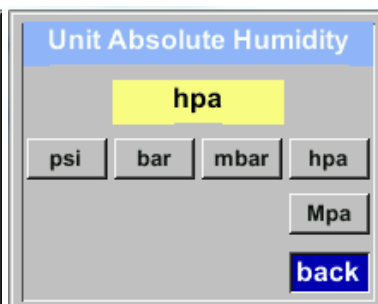 Unit Absolute Humidity
hpa
psi bar mbar hpa
Mpa
back